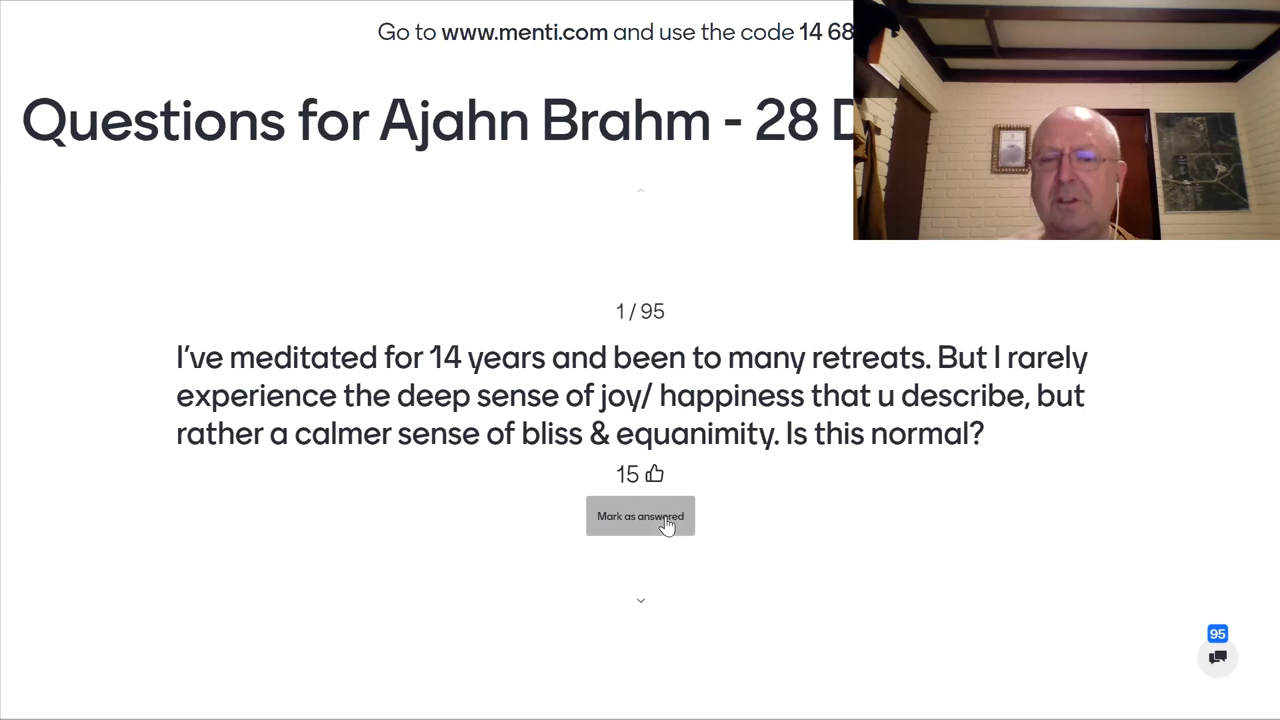 Go to www.menti.com and use the code 14 68
Questions for Ajahn Brahm - 28 D
1 / 95
I've meditated for 14 years and been to many retreats. But I rarely
experience the deep sense of joy/ happiness that u describe, but
rather a calmer sense of bliss & equanimity. Is this normal?
15
Mark as answered
95